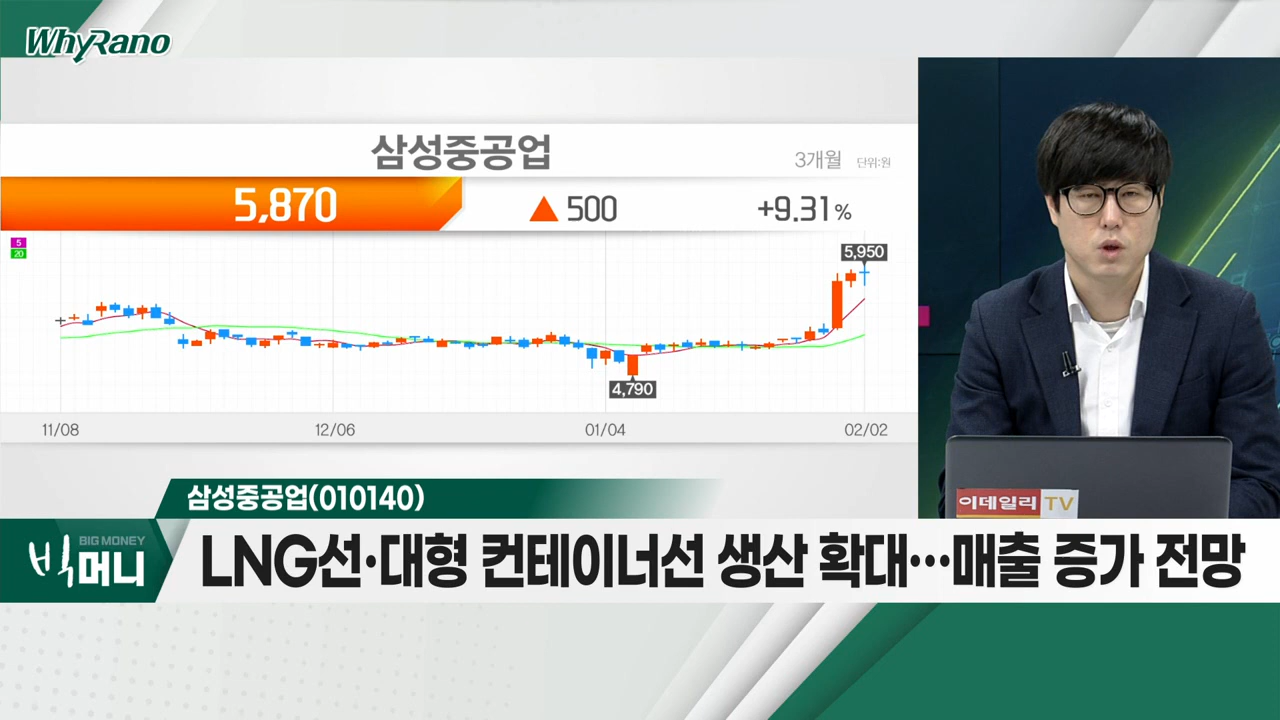 WhyRano
삼성중공업
3개월 단위:원
5,870 ▲ 500 +9.31%
5
20
5,950
4,790
11/08 12/06 01/04 02/02
이데일리 TV
삼성중공업(010140)
BIG MONEY
빅머니
LNG선·대형 컨테이너선 생산 확대…매출 증가 전망